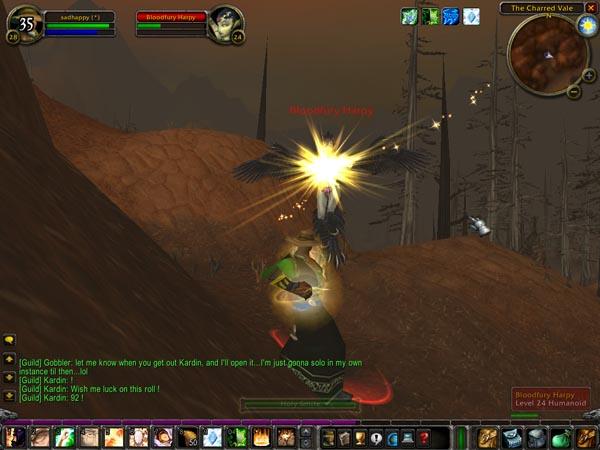 35
sadhappy (*)
Bloodfury Harpy
The Charred Vale
28
24
N
Bloodfury Harpy
[Guild] Gobbler: let me know when you get out Kardin, and I'll open it...I'm just gonna solo in my own
instance til then...lol
[Guild] Kardin: !
[Guild] Kardin: Wish me luck on this roll !
[Guild] Kardin: 92 !
Holy Smite
Bloodfury Harpy
Level 24 Humanoid